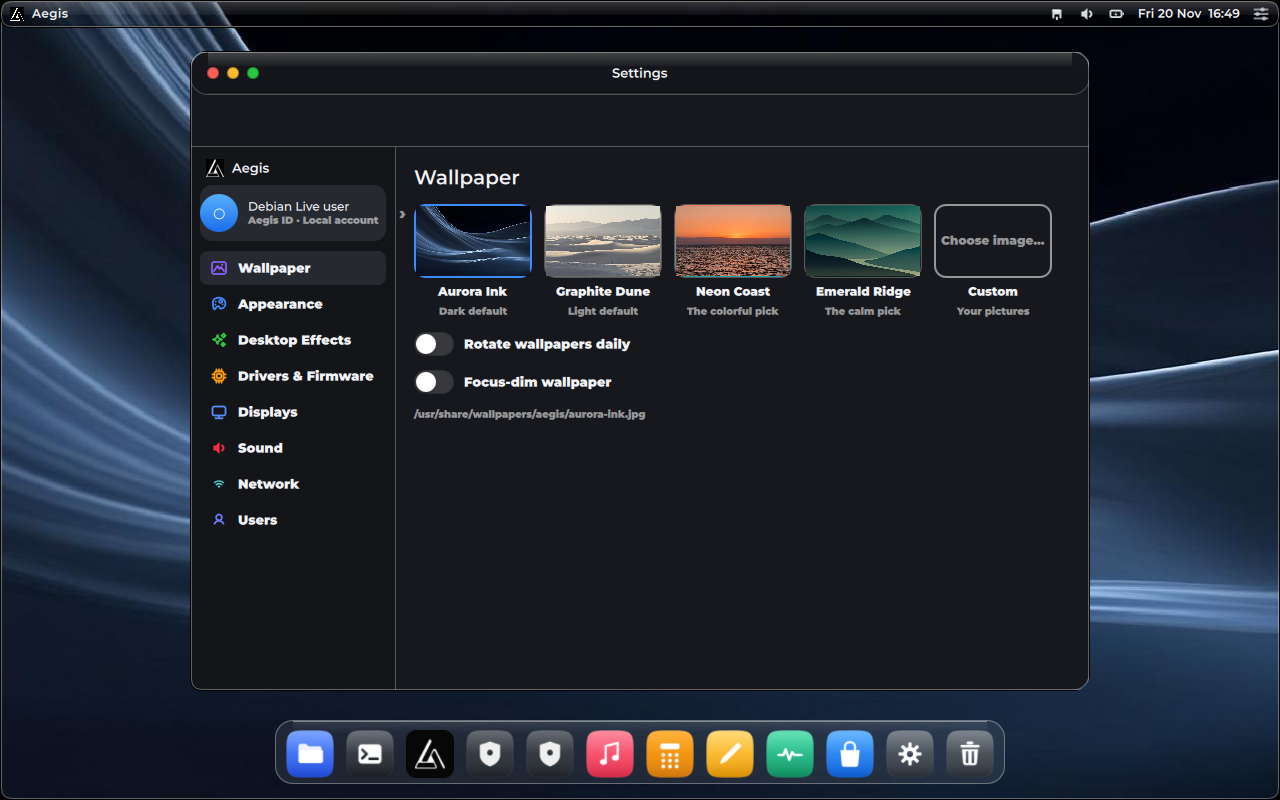 Aegis
Fri 20 Nov 16:49
Settings
Aegis
Debian Live user
Aegis ID • Local account
Wallpaper
Appearance
Desktop Effects
Drivers & Firmware
Displays
Sound
Network
Users
Wallpaper
Choose image...
Aurora Ink
Graphite Dune
Neon Coast
Emerald Ridge
Custom
Dark default
Light default
The colorful pick
The calm pick
Your pictures
Rotate wallpapers daily
Focus-dim wallpaper
/usr/share/wallpapers/aegis/aurora-ink.jpg